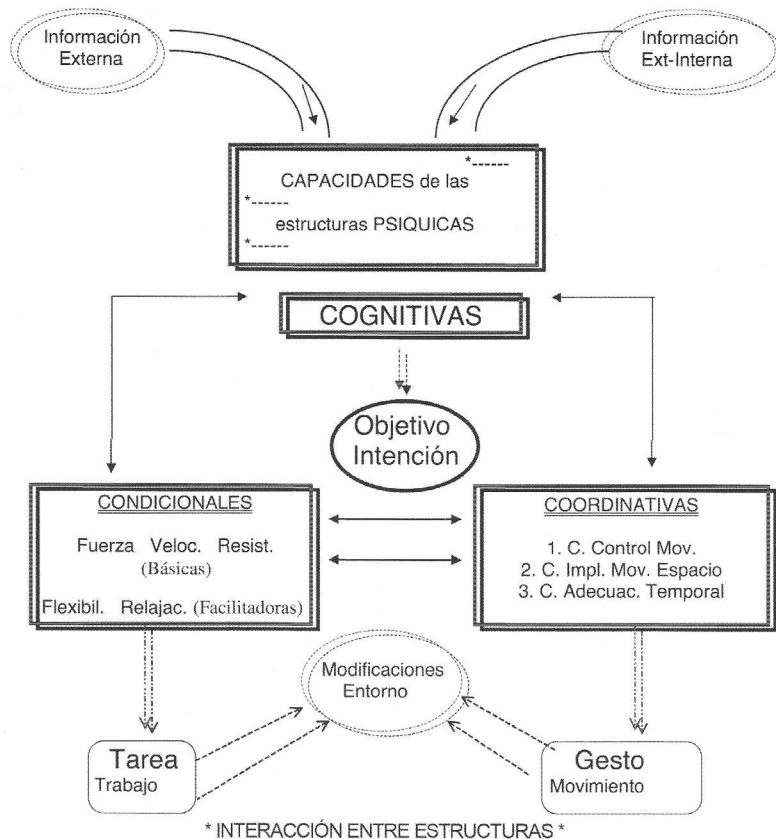 Información
Externa
Información
Ext-Interna
*------
CAPACIDADES de las
*------
estructuras PSIQUICAS
*------
COGNITIVAS
Objetivo
Intención
CONDICIONALES
Fuerza Veloc. Resist.
(Básicas)
Flexibil. Relajac. (Facilitadoras)
COORDINATIVAS
1. C. Control Mov.
2. C. Impl. Mov. Espacio
3. C. Adecuac. Temporal
Modificaciones
Entorno
Tarea
Trabajo
Gesto
Movimiento
* INTERACCIÓN ENTRE ESTRUCTURAS *